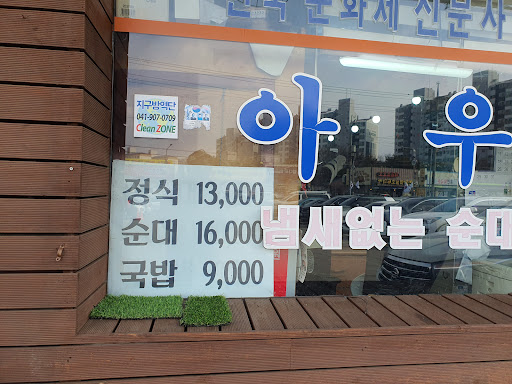 지구방역단
041-907-0709
Clean ZONE
아우
정식 13,000
순대 16,000
국밥 9,000
냄새없는 순대